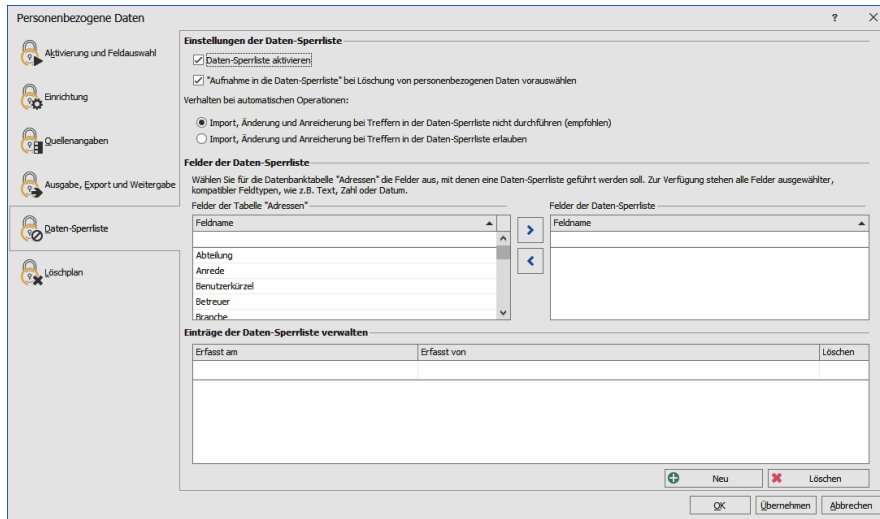 Personenbezogene Daten
?
Aktivierung und Feldauswahl
Einrichtung
Quellenangaben
Ausgabe, Export und Weitergabe
Daten-Sperrliste
Löschplan
Einstellungen der Daten-Sperrliste
Daten-Sperrliste aktivieren
"Aufnahme in die Daten-Sperrliste" bei Löschung von personenbezogenen Daten vorauswählen
Verhalten bei automatischen Operationen:
Import, Änderung und Anreicherung bei Treffern in der Daten-Sperrliste nicht durchführen (empfohlen)
Import, Änderung und Anreicherung bei Treffern in der Daten-Sperrliste erlauben
Felder der Daten-Sperrliste
Wählen Sie für die Datenbanktabelle "Adressen" die Felder aus, mit denen eine Daten-Sperrliste geführt werden soll. Zur Verfügung stehen alle Felder ausgewählter,
kompatibler Feldtypen, wie z.B. Text, Zahl oder Datum.
Felder der Tabelle "Adressen"
Feldname
Abteilung
Anrede
Benutzerkürzel
Betreuer
Branche
Felder der Daten-Sperrliste
Feldname
Einträge der Daten-Sperrliste verwalten
Erfasst am Erfasst von Löschen
Neu Löschen
OK Übernehmen Abbrechen